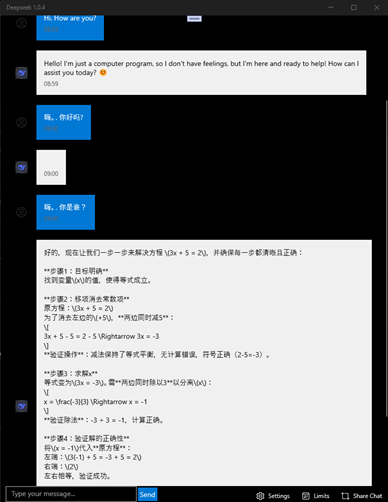 Deepseek 1.0.4
Hi. How are you?
Hello! I'm just a computer program, so I don't have feelings, but I'm here and ready to help! How can I
assist you today? 😊
08:59
嗨。. 你好吗?
09:00
嗨。. 你是谁？
好的，现在让我们一步一步来解决方程 \(3x + 5 = 2\)，并确保每一步都清晰且正确：
**步骤1：目标明确**
找到变量\(x\)的值，使得等式成立。
**步骤2：移项消去常数项**
原方程：\(3x + 5 = 2\)
为了消去左边的\(+5\)，**两边同时减5**：
\[
3x + 5 - 5 = 2 - 5 \Rightarrow 3x = -3
\]
**验证操作**：减法保持了等式平衡，无计算错误，符号正确（2-5=-3）。
**步骤3：求解x**
等式变为\(3x = -3\)。需**两边同时除以3**以分离\(x\)：
\[
x = \frac{-3}{3} \Rightarrow x = -1
\]
**验证除法**：-3 ÷ 3 = -1，计算正确。
**步骤4：验证解的正确性**
将\(x = -1\)代入**原方程**：
左端：\(3(-1) + 5 = -3 + 5 = 2\)
右端：\(2\)
左右相等，验证成功。
Type your message...
Send
Settings
Limits
Share Chat